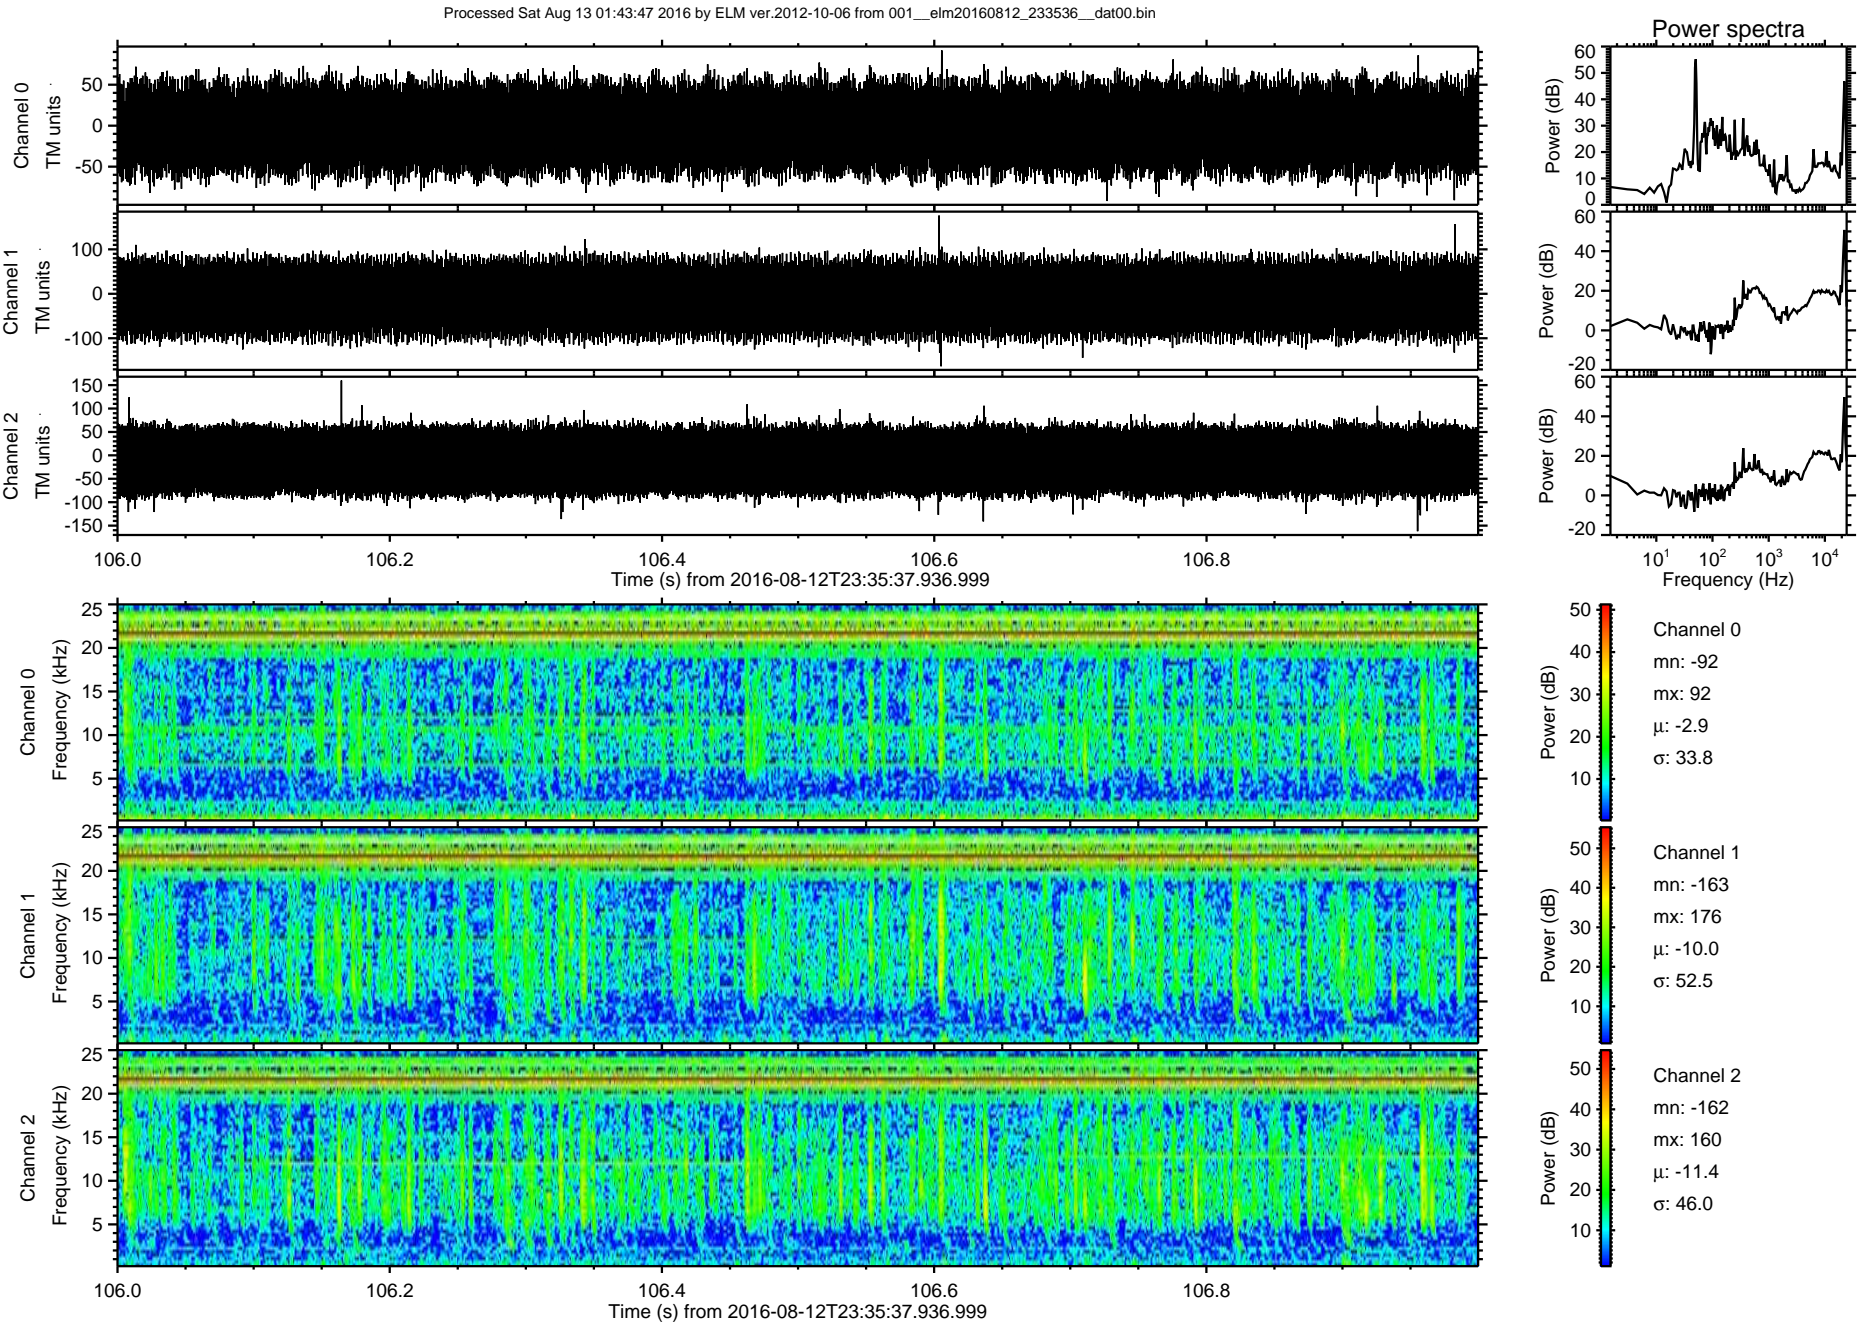 Processed Sat Aug 13 01:43:47 2016 by ELM ver.2012-10-06 from 001__elm20160812_233536__dat00.bin
Power spectra
Channel 0
TM units
50
0
-50
Power (dB)
60
50
40
30
20
10
0
Channel 1
TM units
100
0
-100
Power (dB)
60
40
20
0
-20
Channel 2
TM units
150
100
50
0
-50
-100
-150
Power (dB)
60
40
20
0
-20
106.0 106.2 106.4 106.6 106.8
Time (s) from 2016-08-12T23:35:37.936.999
10¹ 10² 10³ 10⁴
Frequency (Hz)
Channel 0
Frequency (kHz)
25
20
15
10
5
Power (dB)
50
40
30
20
10
Channel 0
mn: -92
mx: 92
μ: -2.9
σ: 33.8
Channel 1
Frequency (kHz)
25
20
15
10
5
Power (dB)
50
40
30
20
10
Channel 1
mn: -163
mx: 176
μ: -10.0
σ: 52.5
Channel 2
Frequency (kHz)
25
20
15
10
5
Power (dB)
50
40
30
20
10
Channel 2
mn: -162
mx: 160
μ: -11.4
σ: 46.0
106.0 106.2 106.4 106.6 106.8
Time (s) from 2016-08-12T23:35:37.936.999